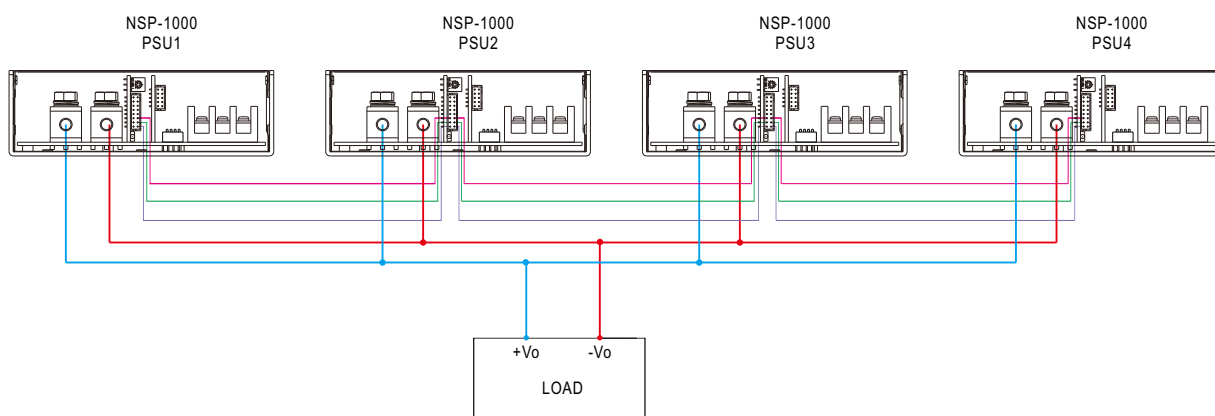 NSP-1000
PSU1
NSP-1000
PSU2
NSP-1000
PSU3
NSP-1000
PSU4
+Vo
-Vo
LOAD